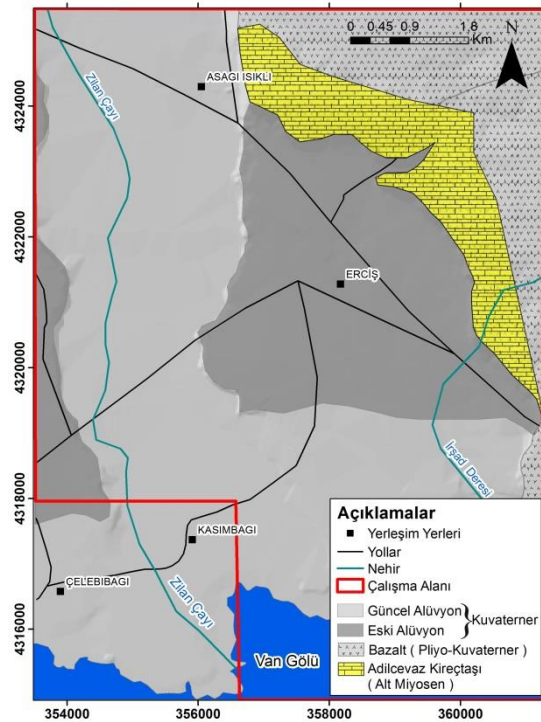 0 0.45 0.9 1.8
Km
N
4324000
4322000
4320000
4318000
4316000
354000
356000
358000
360000
Zilan Çayı
ASAGI ISIKLI
ERCİŞ
İrşad Deresi
KASIMBAGI
ÇELEBIBAGI
Zilan Çayı
Van Gölü
Açıklamalar
Yerleşim Yerleri
Yollar
Nehir
Çalışma Alanı
Güncel Alüvyon
Eski Alüvyon
Kuvaterner
Bazalt ( Pliyo-Kuvaterner )
Adilcevaz Kireçtaşı
( Alt Miyosen )